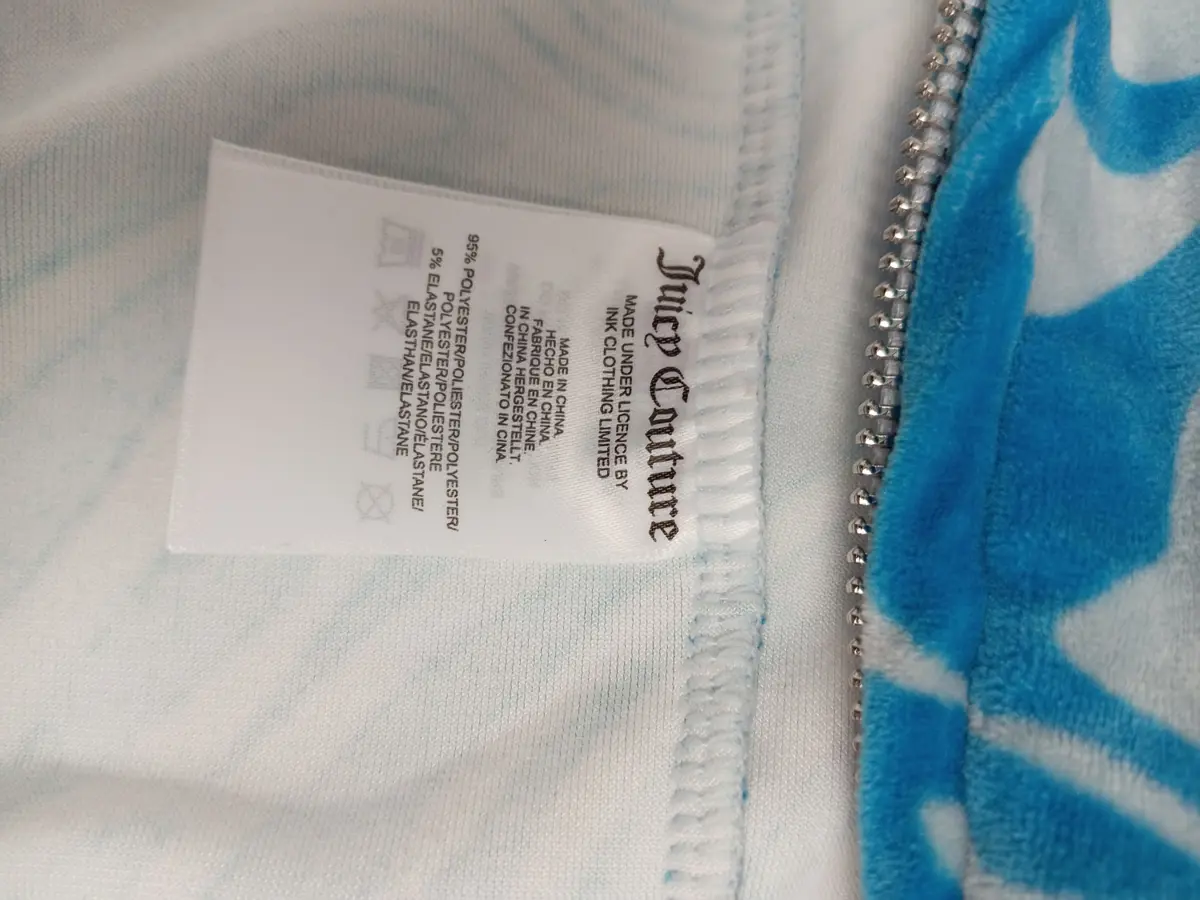 Juicy Couture
MADE UNDER LICENCE BY
INK CLOTHING LIMITED
MADE IN CHINA.
HECHO EN CHINA.
FABRIQUE EN CHINE.
IN CHINA HERGESTELLT.
CONFEZIONATO IN CINA.
95% POLYESTER/POLIESTER/POLYESTER/
POLYESTER/POLIESTERE
5% ELASTANE/ELASTANO/ÉLASTANE/
ELASTHAN/ELASTANE